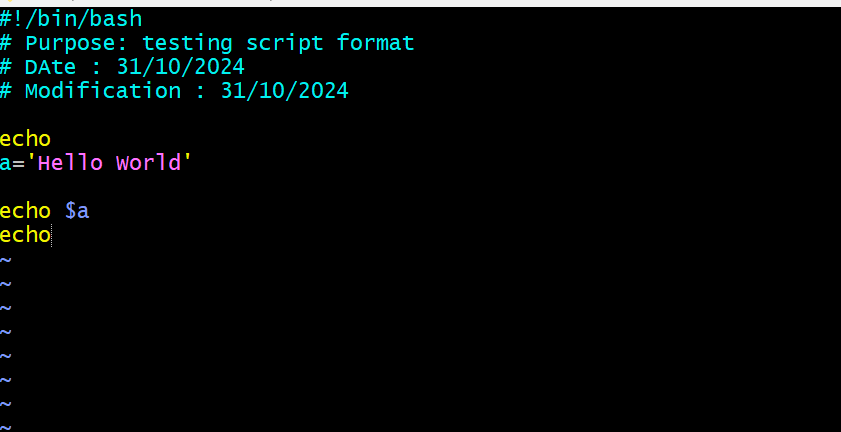 #!/bin/bash
# Purpose: testing script format
# DAte : 31/10/2024
# Modification : 31/10/2024
echo
a='Hello World'
echo $a
echo
~
~
~
~
~
~
~
~